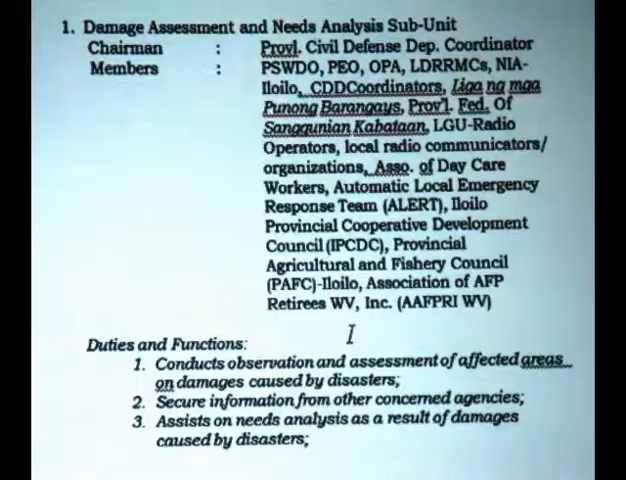 1. Damage Assessment and Needs Analysis Sub-Unit
Chairman : Provl. Civil Defense Dep. Coordinator
Members : PSWDO, PEO, OPA, LDRRMCs, NIA-
Iloilo, CDDCoordinators, Liga ng mga
Punong Barangays, Prov'l. Fed. Of
Sanggunian Kabataan, LGU-Radio
Operators, local radio communicators/
organizations, Asso. of Day Care
Workers, Automatic Local Emergency
Response Team (ALERT), Iloilo
Provincial Cooperative Development
Council (IPCDC), Provincial
Agricultural and Fishery Council
(PAFC)-Iloilo, Association of AFP
Retirees WV, Inc. (AAFPRI WV)
Duties and Functions:
1. Conducts observation and assessment of affected areas
on damages caused by disasters;
2. Secure information from other concerned agencies;
3. Assists on needs analysis as a result of damages
caused by disasters;